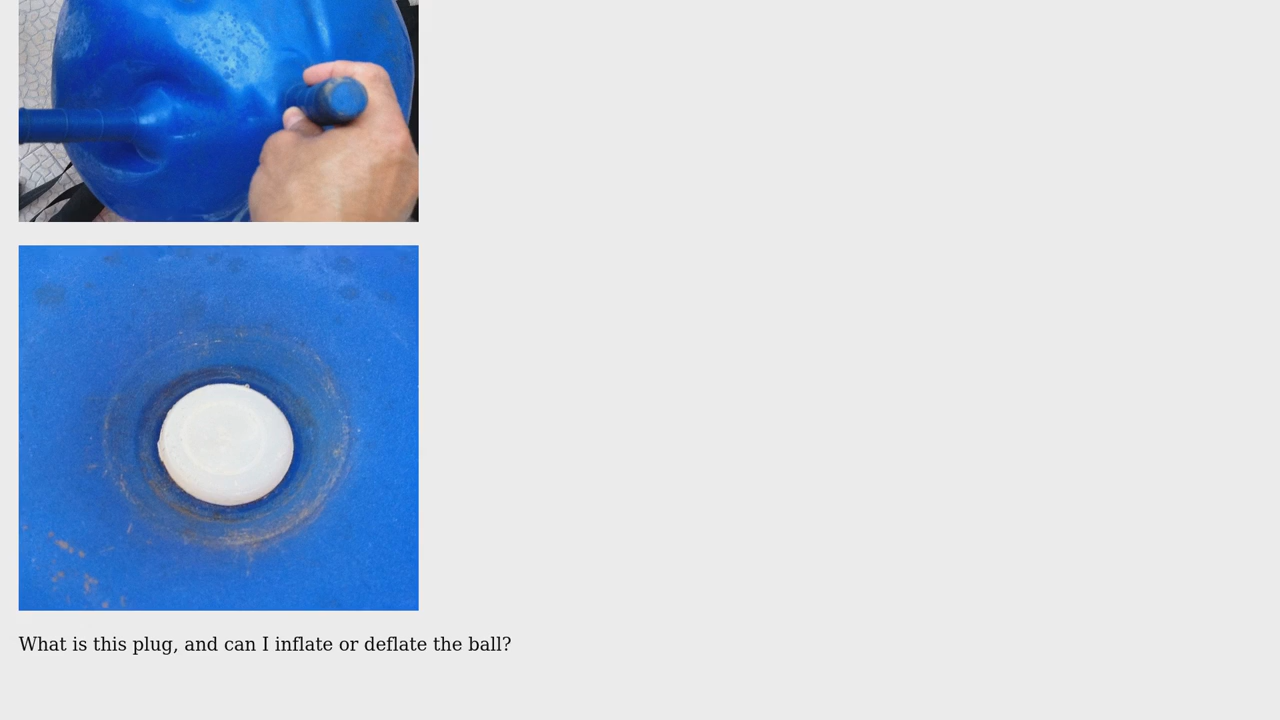 What is this plug, and can I inflate or deflate the ball?